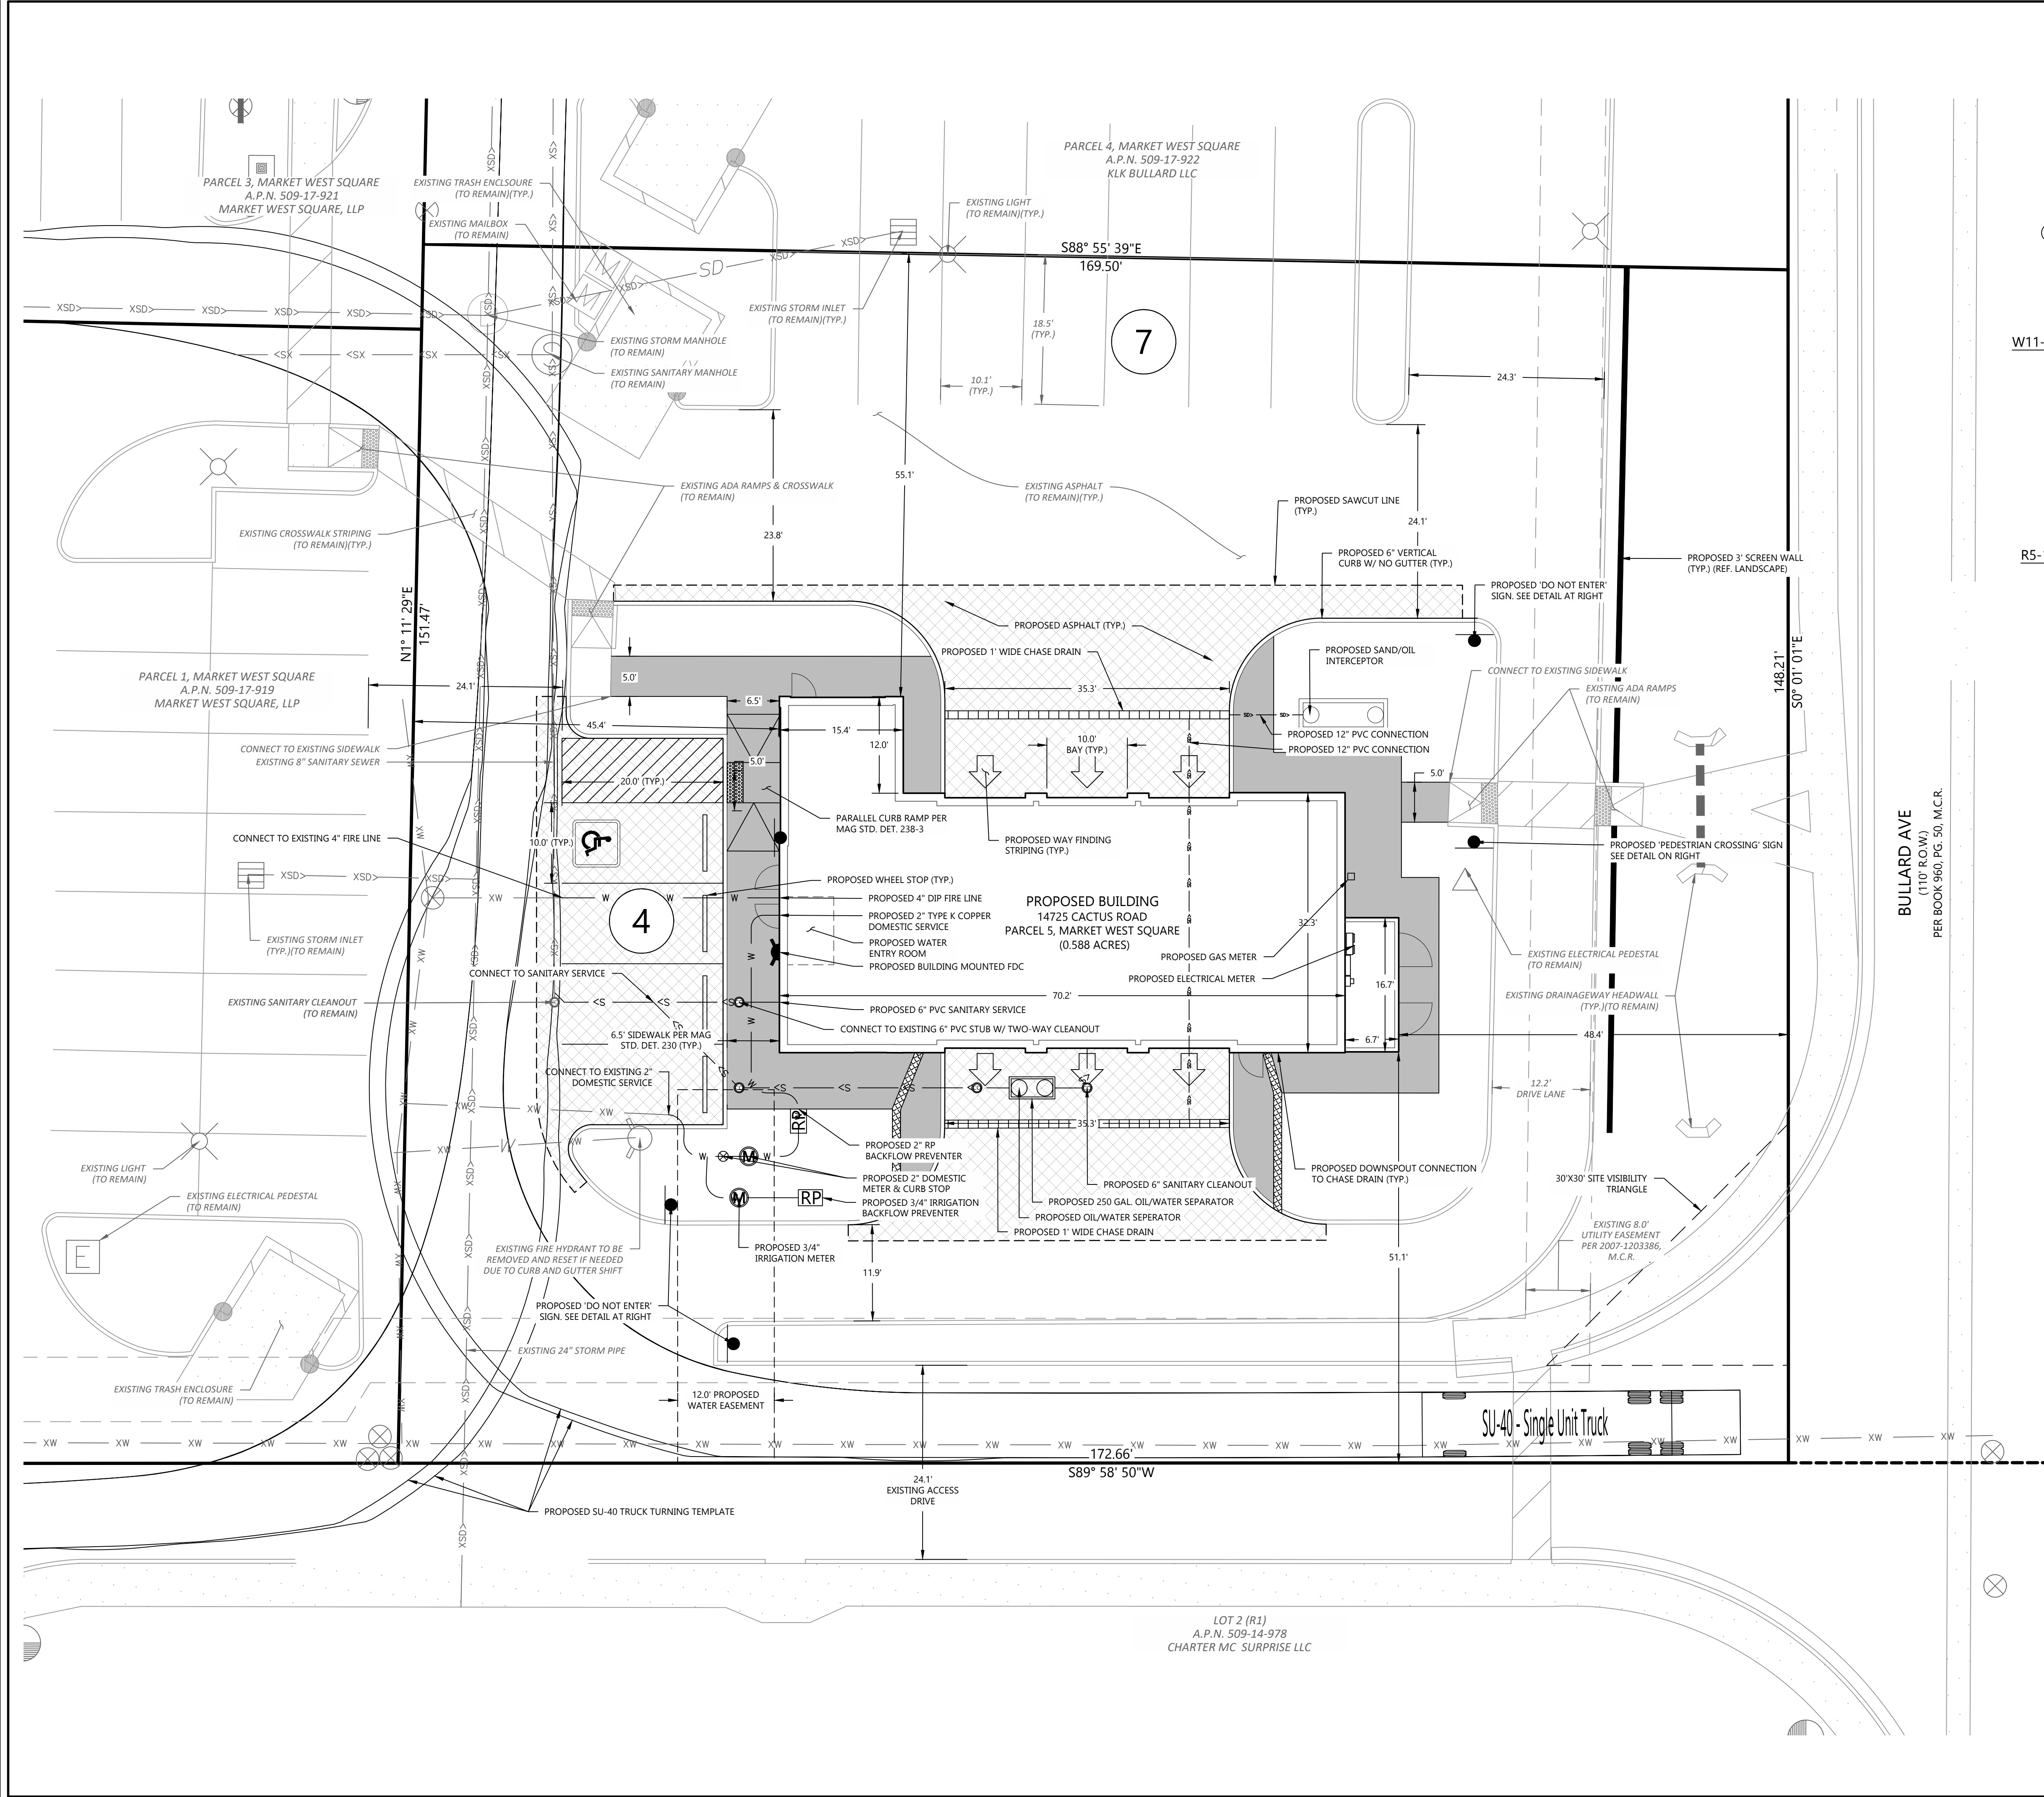 PARCEL 3, MARKET WEST SQUARE
A.P.N. 509-17-921
MARKET WEST SQUARE, LLP
EXISTING TRASH ENCLSOURE
(TO REMAIN)(TYP.)
EXISTING MAILBOX
(TO REMAIN)
PARCEL 4, MARKET WEST SQUARE
A.P.N. 509-17-922
KLK BULLARD LLC
EXISTING LIGHT
(TO REMAIN)(TYP.)
S88° 55' 39"E
169.50'
SD
EXISTING STORM INLET
(TO REMAIN)(TYP.)
EXISTING STORM MANHOLE
(TO REMAIN)
EXISTING SANITARY MANHOLE
(TO REMAIN)
18.5'
(TYP.)
7
10.1'
(TYP.)
24.3'
W11-
R5-1
55.1'
EXISTING ADA RAMPS & CROSSWALK
(TO REMAIN)
EXISTING ASPHALT
(TO REMAIN)(TYP.)
PROPOSED SAWCUT LINE
(TYP.)
24.1'
23.8'
EXISTING CROSSWALK STRIPING
(TO REMAIN)(TYP.)
PROPOSED 6" VERTICAL
CURB W/ NO GUTTER (TYP.)
PROPOSED 3' SCREEN WALL
(TYP.) (REF. LANDSCAPE)
PROPOSED 'DO NOT ENTER'
SIGN. SEE DETAIL AT RIGHT
N1° 11' 29"E
151.47'
PROPOSED ASPHALT (TYP.)
PROPOSED 1' WIDE CHASE DRAIN
PROPOSED SAND/OIL
INTERCEPTOR
148.21'
S0° 01' 01"E
PARCEL 1, MARKET WEST SQUARE
A.P.N. 509-17-919
MARKET WEST SQUARE, LLP
24.1'
5.0'
6.5'
35.3'
CONNECT TO EXISTING SIDEWALK
EXISTING ADA RAMPS
(TO REMAIN)
45.4'
15.4'
12.0'
CONNECT TO EXISTING SIDEWALK
EXISTING 8" SANITARY SEWER
10.0'
BAY (TYP.)
PROPOSED 12" PVC CONNECTION
PROPOSED 12" PVC CONNECTION
5.0'
20.0' (TYP.)
5.0'
PARALLEL CURB RAMP PER
MAG STD. DET. 238-3
BULLARD AVE
(110' R.O.W.)
PER BOOK 960, PG. 50, M.C.R.
CONNECT TO EXISTING 4" FIRE LINE
10.0' (TYP.)
PROPOSED WAY FINDING
STRIPING (TYP.)
PROPOSED 'PEDESTRIAN CROSSING' SIGN
SEE DETAIL ON RIGHT
XSD>
XW
PROPOSED WHEEL STOP (TYP.)
PROPOSED 4" DIP FIRE LINE
PROPOSED 2" TYPE K COPPER
DOMESTIC SERVICE
PROPOSED WATER
ENTRY ROOM
PROPOSED BUILDING MOUNTED FDC
4
PROPOSED BUILDING
14725 CACTUS ROAD
PARCEL 5, MARKET WEST SQUARE
(0.588 ACRES)
32.3'
PROPOSED GAS METER
PROPOSED ELECTRICAL METER
16.7'
EXISTING STORM INLET
(TYP.)(TO REMAIN)
CONNECT TO SANITARY SERVICE
EXISTING ELECTRICAL PEDESTAL
(TO REMAIN)
EXISTING DRAINAGEWAY HEADWALL
(TYP.)(TO REMAIN)
EXISTING SANITARY CLEANOUT
(TO REMAIN)
70.2'
PROPOSED 6" PVC SANITARY SERVICE
CONNECT TO EXISTING 6" PVC STUB W/ TWO-WAY CLEANOUT
6.5' SIDEWALK PER MAG
STD. DET. 230 (TYP.)
6.7'
48.4'
CONNECT TO EXISTING 2"
DOMESTIC SERVICE
12.2'
DRIVE LANE
35.3'
RP
PROPOSED 2" RP
BACKFLOW PREVENTER
PROPOSED 2" DOMESTIC
METER & CURB STOP
PROPOSED 3/4" IRRIGATION
BACKFLOW PREVENTER
M
M
RP
PROPOSED 6" SANITARY CLEANOUT
PROPOSED 250 GAL. OIL/WATER SEPARATOR
PROPOSED OIL/WATER SEPERATOR
PROPOSED 1' WIDE CHASE DRAIN
PROPOSED DOWNSPOUT CONNECTION
TO CHASE DRAIN (TYP.)
30'X30' SITE VISIBILITY
TRIANGLE
EXISTING LIGHT
(TO REMAIN)
EXISTING ELECTRICAL PEDESTAL
(TO REMAIN)
E
EXISTING FIRE HYDRANT TO BE
REMOVED AND RESET IF NEEDED
DUE TO CURB AND GUTTER SHIFT
PROPOSED 3/4"
IRRIGATION METER
11.9'
51.1'
EXISTING 8.0'
UTILITY EASEMENT
PER 2007-1203386,
M.C.R.
PROPOSED 'DO NOT ENTER'
SIGN. SEE DETAIL AT RIGHT
EXISTING 24" STORM PIPE
EXISTING TRASH ENCLOSURE
(TO REMAIN)
12.0' PROPOSED
WATER EASEMENT
SU-40 - Single Unit Truck
172.66'
S89° 58' 50"W
24.1'
EXISTING ACCESS
DRIVE
PROPOSED SU-40 TRUCK TURNING TEMPLATE
LOT 2 (R1)
A.P.N. 509-14-978
CHARTER MC SURPRISE LLC